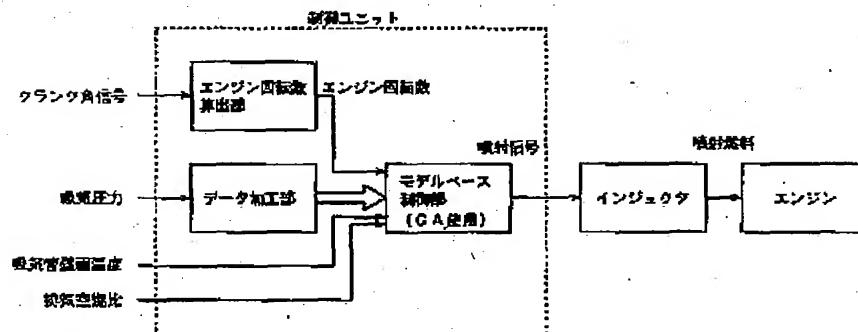 制御ユニット
クランク角信号
エンジン回転数
算出部
エンジン回転数
吸気圧力
データ加工部
モデルベース
制御部
(GA使用)
噴射信号
インジェクタ
噴射燃料
エンジン
吸気管壁面温度
排気空燃比